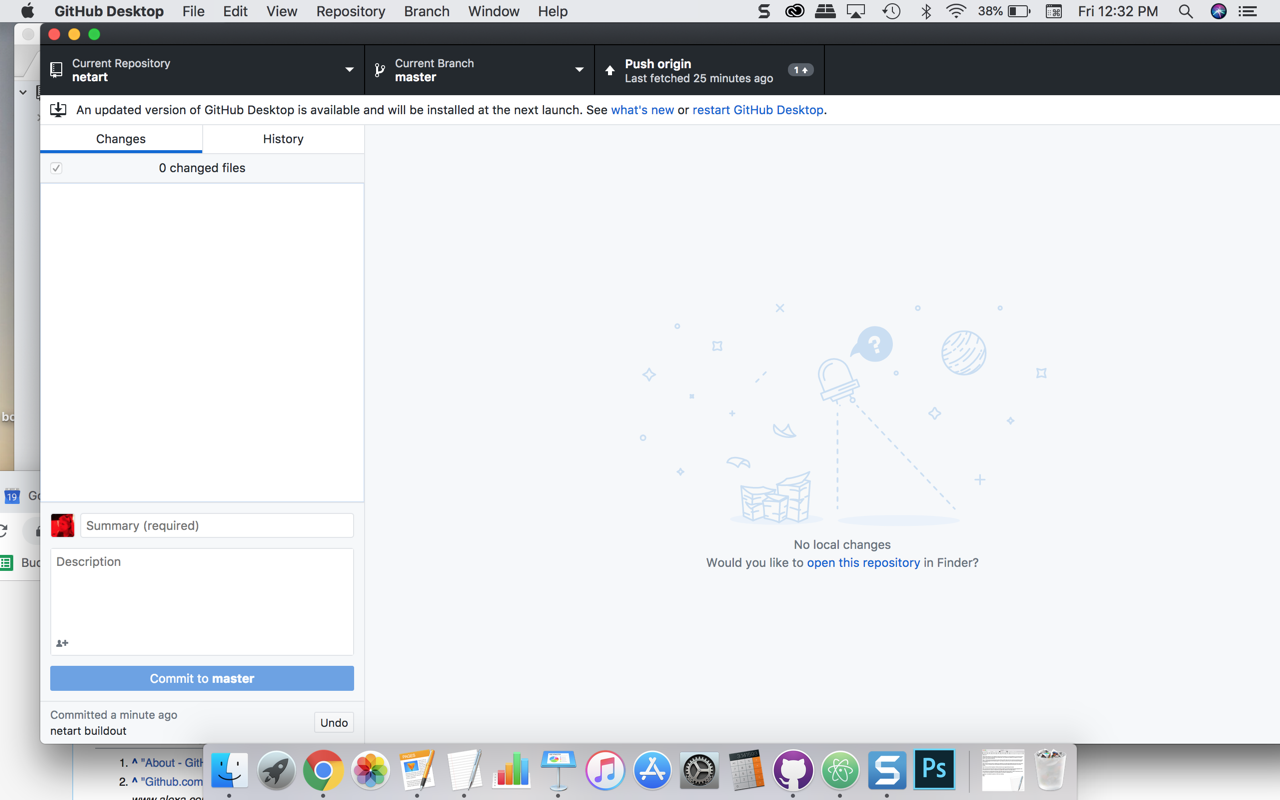 GitHub Desktop File Edit View Repository Branch Window Help 38% Fri 12:32 PM
Current Repository
netart
Current Branch
master
Push origin
Last fetched 25 minutes ago
1
An updated version of GitHub Desktop is available and will be installed at the next launch. See what's new or restart GitHub Desktop.
Changes History
0 changed files
?
bo
19 Go
Summary (required)
Buc
Description
No local changes
Would you like to open this repository in Finder?
Commit to master
Committed a minute ago
netart buildout
Undo
1. ^ "About - GitH
2. ^ "Github.com
www.alexa.co
S
Ps